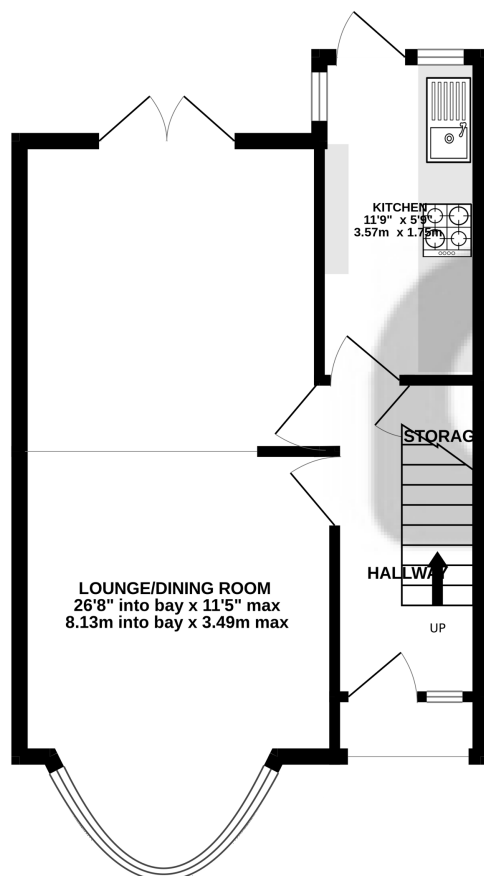 KITCHEN
11'9" x 5'9"
3.57m x 1.75m
STORAG
HALLWAY
UP
LOUNGE/DINING ROOM
26'8" into bay x 11'5" max
8.13m into bay x 3.49m max